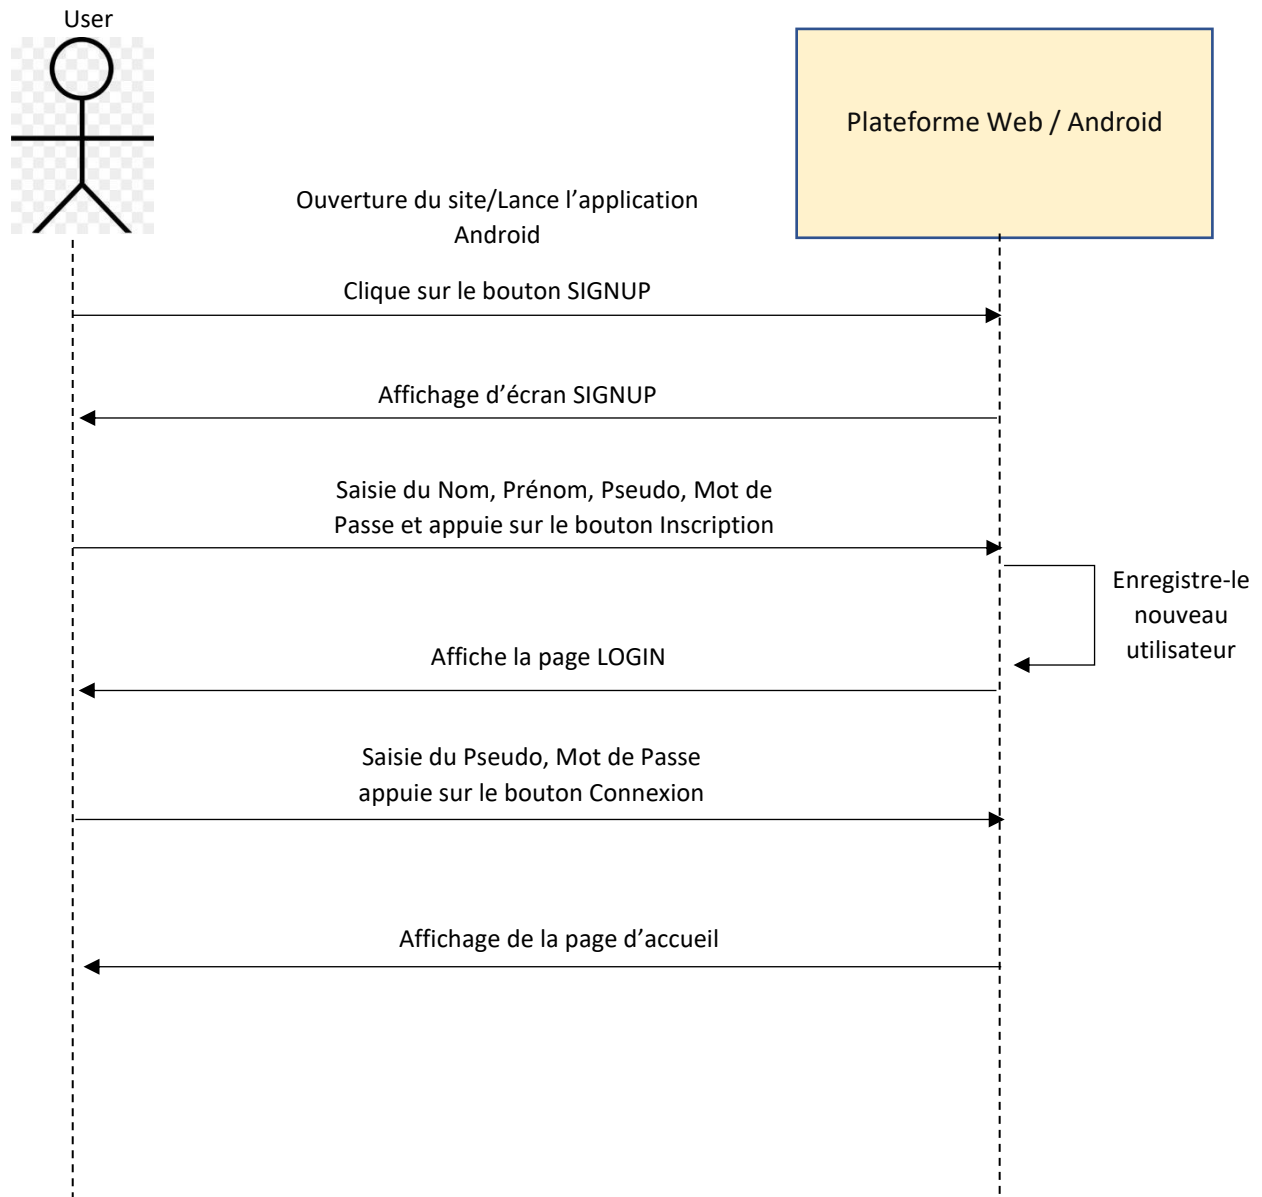 User
Plateforme Web / Android
Ouverture du site/Lance l’application
Android
Clique sur le bouton SIGNUP
Affichage d’écran SIGNUP
Saisie du Nom, Prénom, Pseudo, Mot de
Passe et appuie sur le bouton Inscription
Enregistre-le
nouveau
utilisateur
Affiche la page LOGIN
Saisie du Pseudo, Mot de Passe
appuie sur le bouton Connexion
Affichage de la page d’accueil